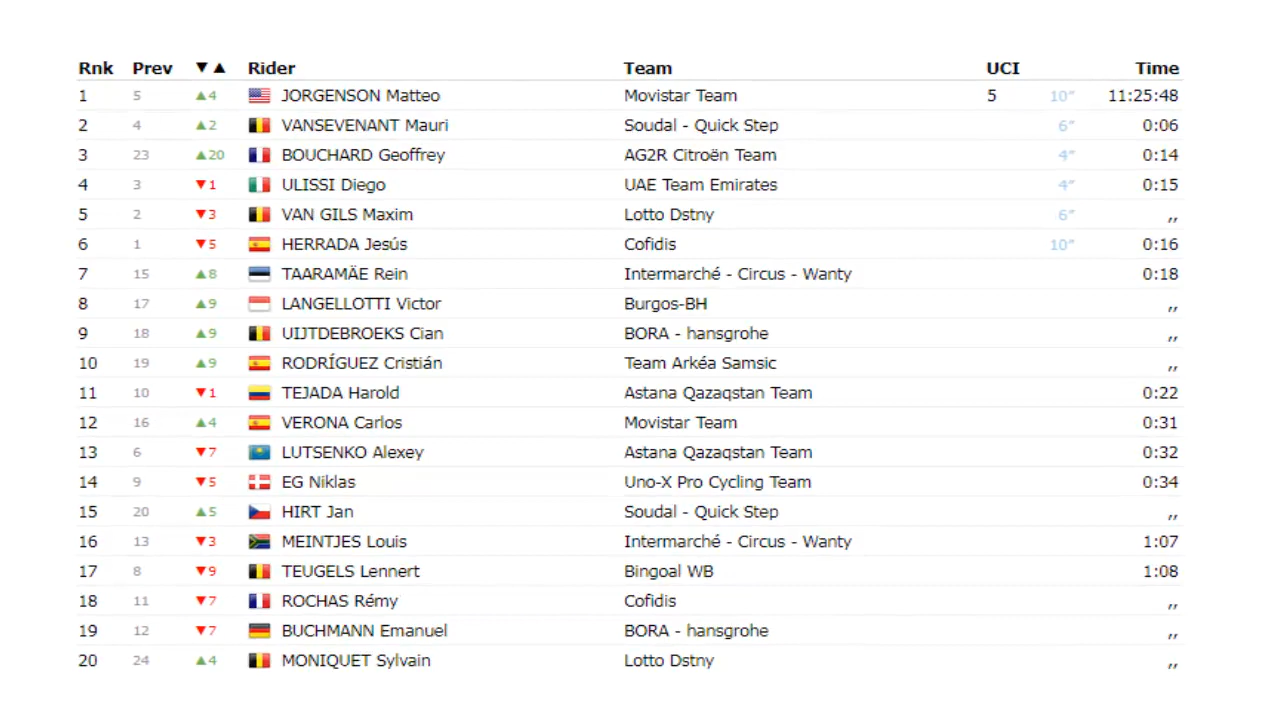 Rnk Prev ▼▲ Rider Team UCI Time
1 5 ▲4 JORGENSON Matteo Movistar Team 5 10″ 11:25:48
2 4 ▲2 VANSEVENANT Mauri Soudal - Quick Step 6″ 0:06
3 23 ▲20 BOUCHARD Geoffrey AG2R Citroën Team 4″ 0:14
4 3 ▼1 ULISSI Diego UAE Team Emirates 4″ 0:15
5 2 ▼3 VAN GILS Maxim Lotto Dstny 6″ ,,
6 1 ▼5 HERRADA Jesús Cofidis 10″ 0:16
7 15 ▲8 TAARAMÄE Rein Intermarché - Circus - Wanty 0:18
8 17 ▲9 LANGELLOTTI Victor Burgos-BH ,,
9 18 ▲9 UIJTDEBROEKS Cian BORA - hansgrohe ,,
10 19 ▲9 RODRÍGUEZ Cristián Team Arkéa Samsic ,,
11 10 ▼1 TEJADA Harold Astana Qazaqstan Team 0:22
12 16 ▲4 VERONA Carlos Movistar Team 0:31
13 6 ▼7 LUTSENKO Alexey Astana Qazaqstan Team 0:32
14 9 ▼5 EG Niklas Uno-X Pro Cycling Team 0:34
15 20 ▲5 HIRT Jan Soudal - Quick Step ,,
16 13 ▼3 MEINTJES Louis Intermarché - Circus - Wanty 1:07
17 8 ▼9 TEUGELS Lennert Bingoal WB 1:08
18 11 ▼7 ROCHAS Rémy Cofidis ,,
19 12 ▼7 BUCHMANN Emanuel BORA - hansgrohe ,,
20 24 ▲4 MONIQUET Sylvain Lotto Dstny ,,